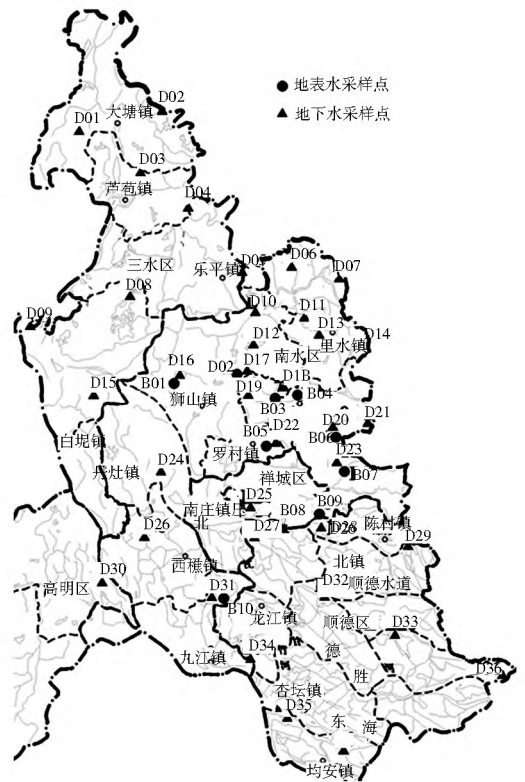 地表水采样点
地下水采样点
D02
D01
大塘镇
D03
芦苞镇
D04
三水区
乐平镇
D05
D06
D07
D08
D09
D10
D11
D12
D13
D14
里水镇
南水区
D16
D02
D17
D1B
B01
D15
D19
B03
B04
狮山镇
D20
D21
B06
白坭镇
罗村镇
B05
D22
D23
B07
丹灶镇
D24
禅城区
D25
南庄镇庄
北
B08
B09
D26
D27
D28
陈村镇
D29
西樵镇
北镇
D30
高明区
D31
D32
顺德水道
B10
龙江镇
顺德区
D33
九江镇
D34
德
胜
D36
杏坛镇
D35
东
海
均安镇